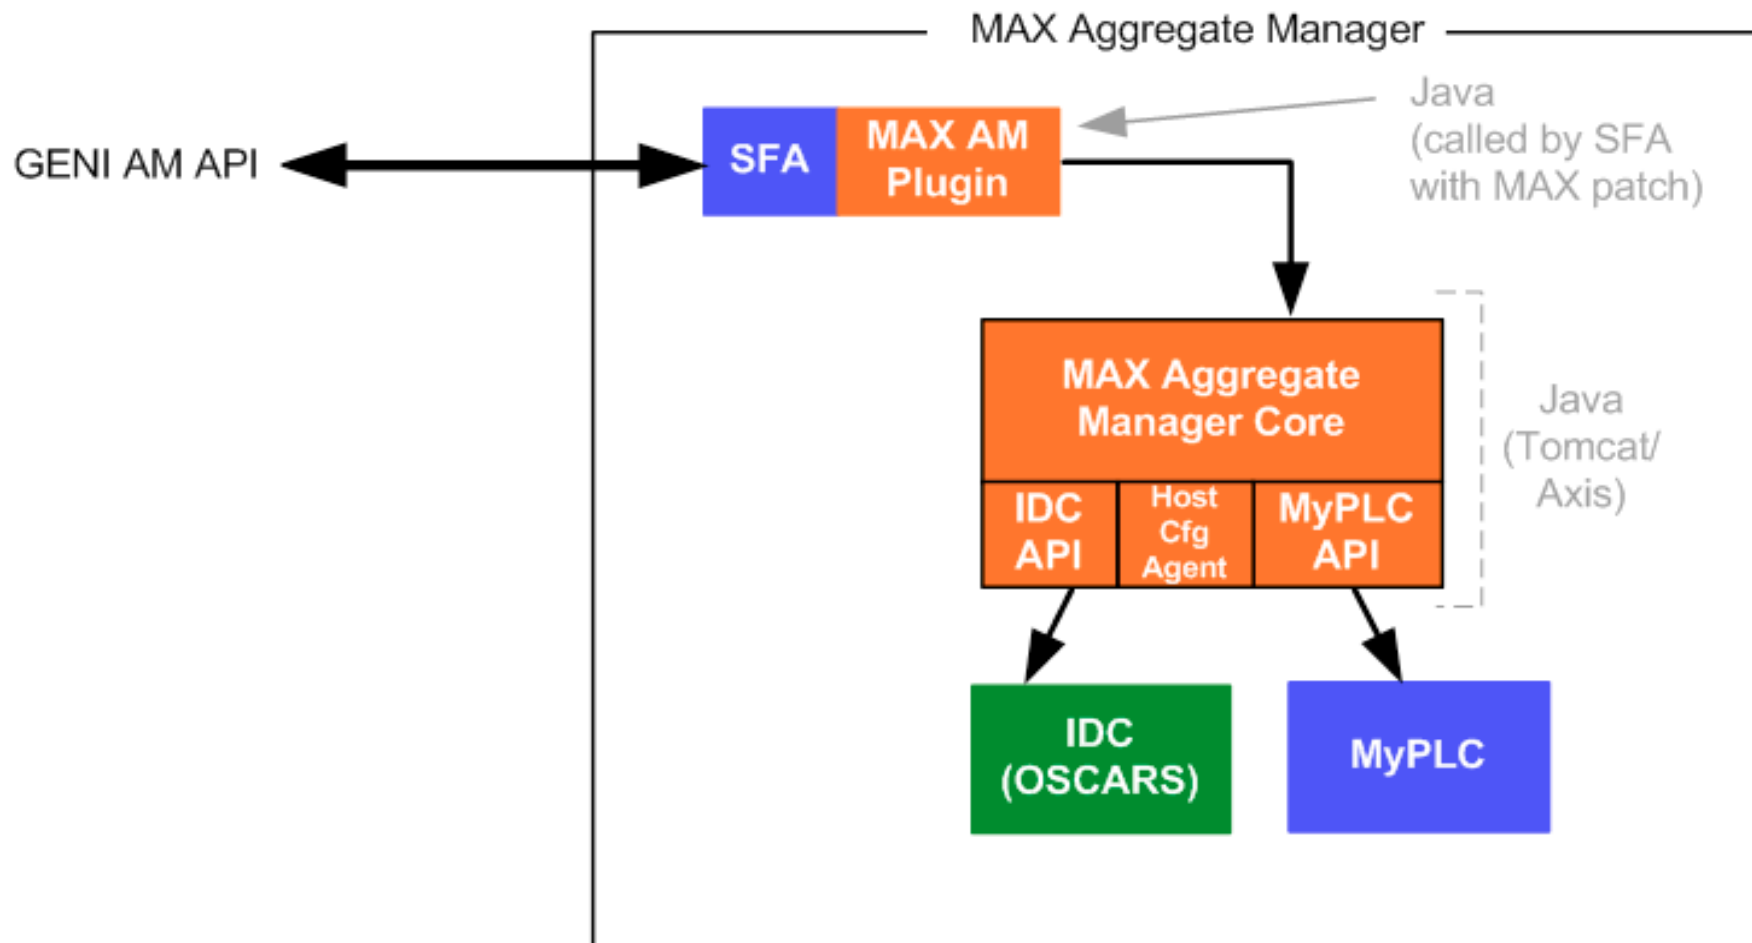 MAX Aggregate Manager
GENI AM API
SFA
MAX AM
Plugin
Java
(called by SFA
with MAX patch)
MAX Aggregate
Manager Core
IDC
API
Host
Cfg
Agent
MyPLC
API
Java
(Tomcat/
Axis)
IDC
(OSCARS)
MyPLC